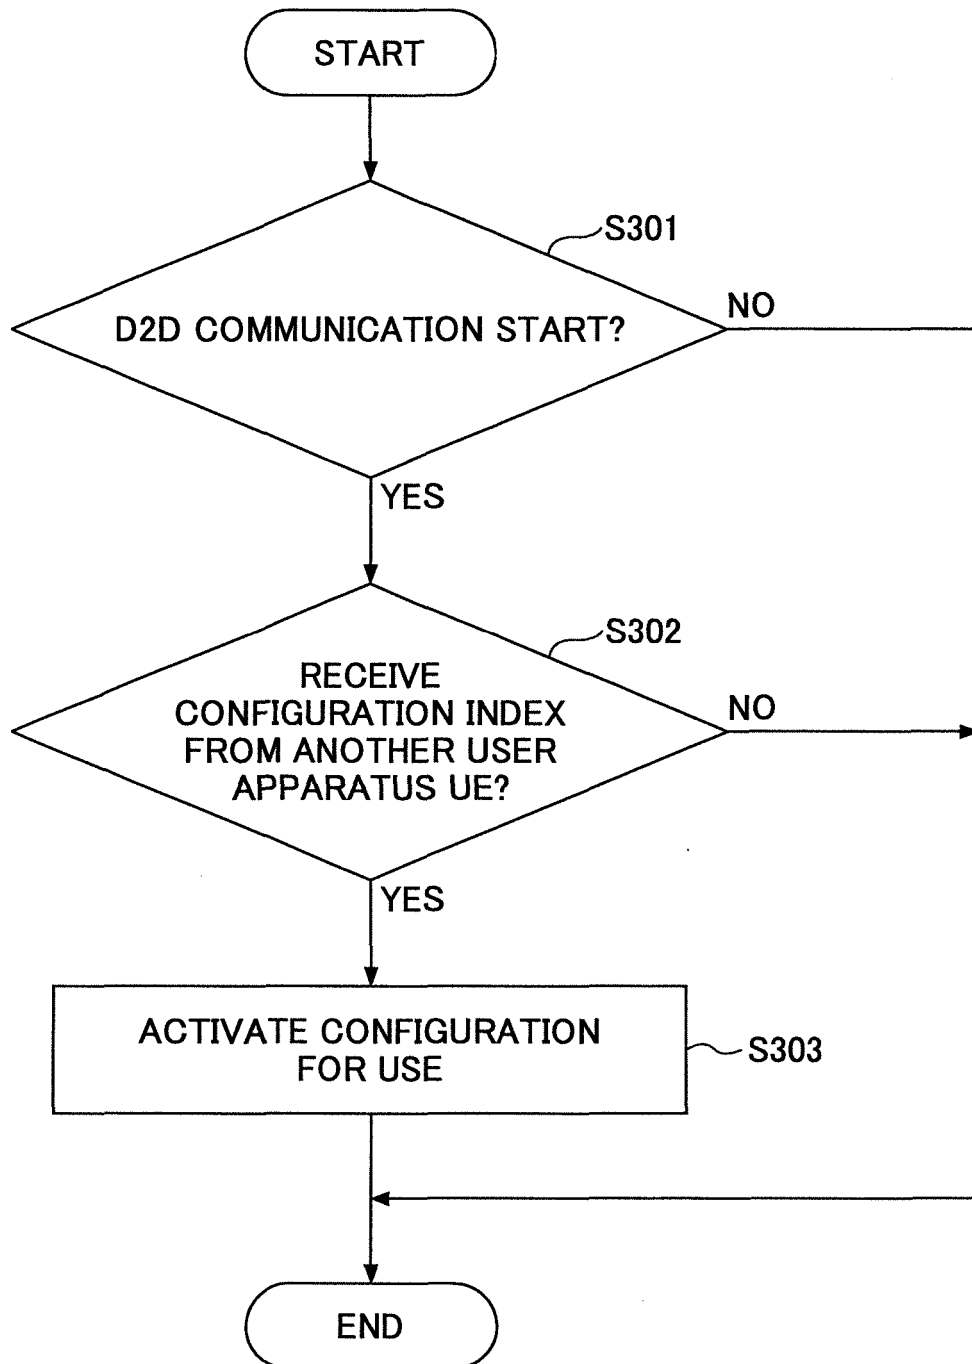 START
S301
D2D COMMUNICATION START?
NO
YES
S302
RECEIVE
CONFIGURATION INDEX
FROM ANOTHER USER
APPARATUS UE?
NO
YES
ACTIVATE CONFIGURATION
FOR USE
S303
END